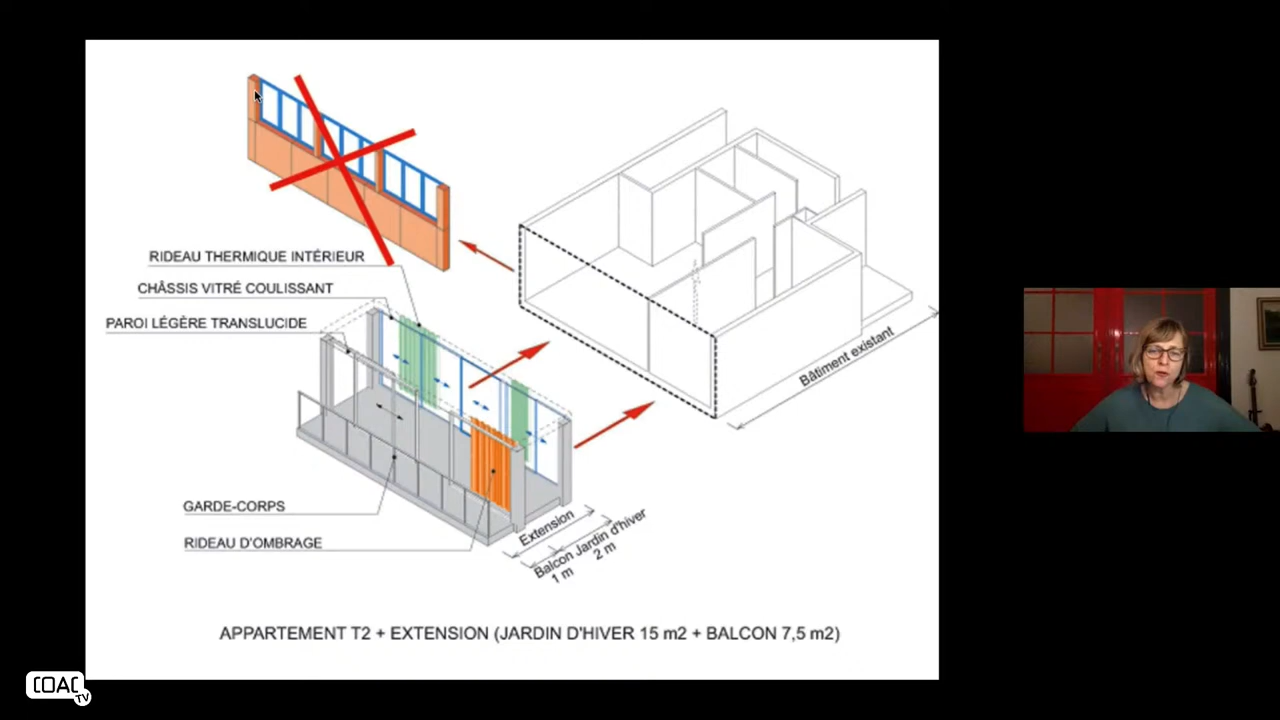 RIDEAU THERMIQUE INTÉRIEUR
CHÂSSIS VITRÉ COULISSANT
PAROI LÉGÈRE TRANSLUCIDE
Bâtiment existant
GARDE-CORPS
RIDEAU D'OMBRAGE
Extension
Balcon Jardin d'hiver
1 m 2 m
APPARTEMENT T2 + EXTENSION (JARDIN D'HIVER 15 m2 + BALCON 7,5 m2)
COAC TV